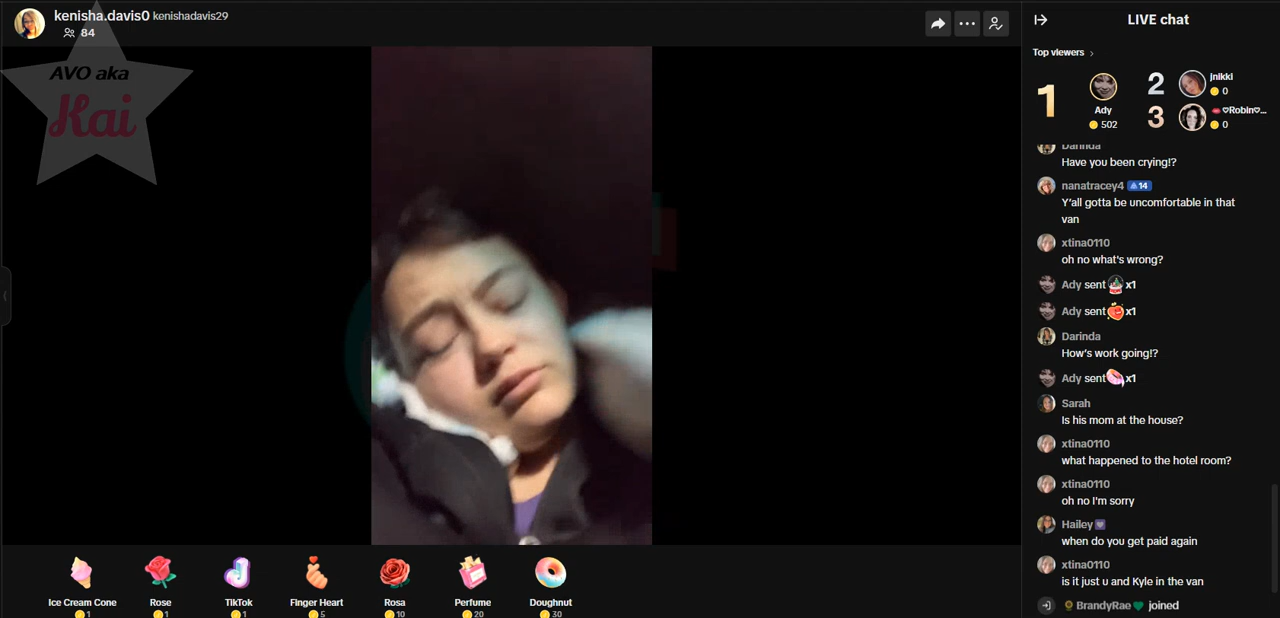 kenisha.davis0 kenishadavis29
84
AVO aka
Kai
LIVE chat
Top viewers
1
Ady
502
2
jnikki
0
3
♡Robin♡...
0
Darinda
Have you been crying!?
nanatracey4 14
Y'all gotta be uncomfortable in that
van
xtina0110
oh no what's wrong?
Ady sent x1
Ady sent x1
Darinda
How's work going!?
Ady sent x1
Sarah
Is his mom at the house?
xtina0110
what happened to the hotel room?
xtina0110
oh no I'm sorry
Hailey
when do you get paid again
xtina0110
is it just u and Kyle in the van
BrandyRae joined
Ice Cream Cone
1
Rose
1
TikTok
1
Finger Heart
5
Rosa
10
Perfume
20
Doughnut
30